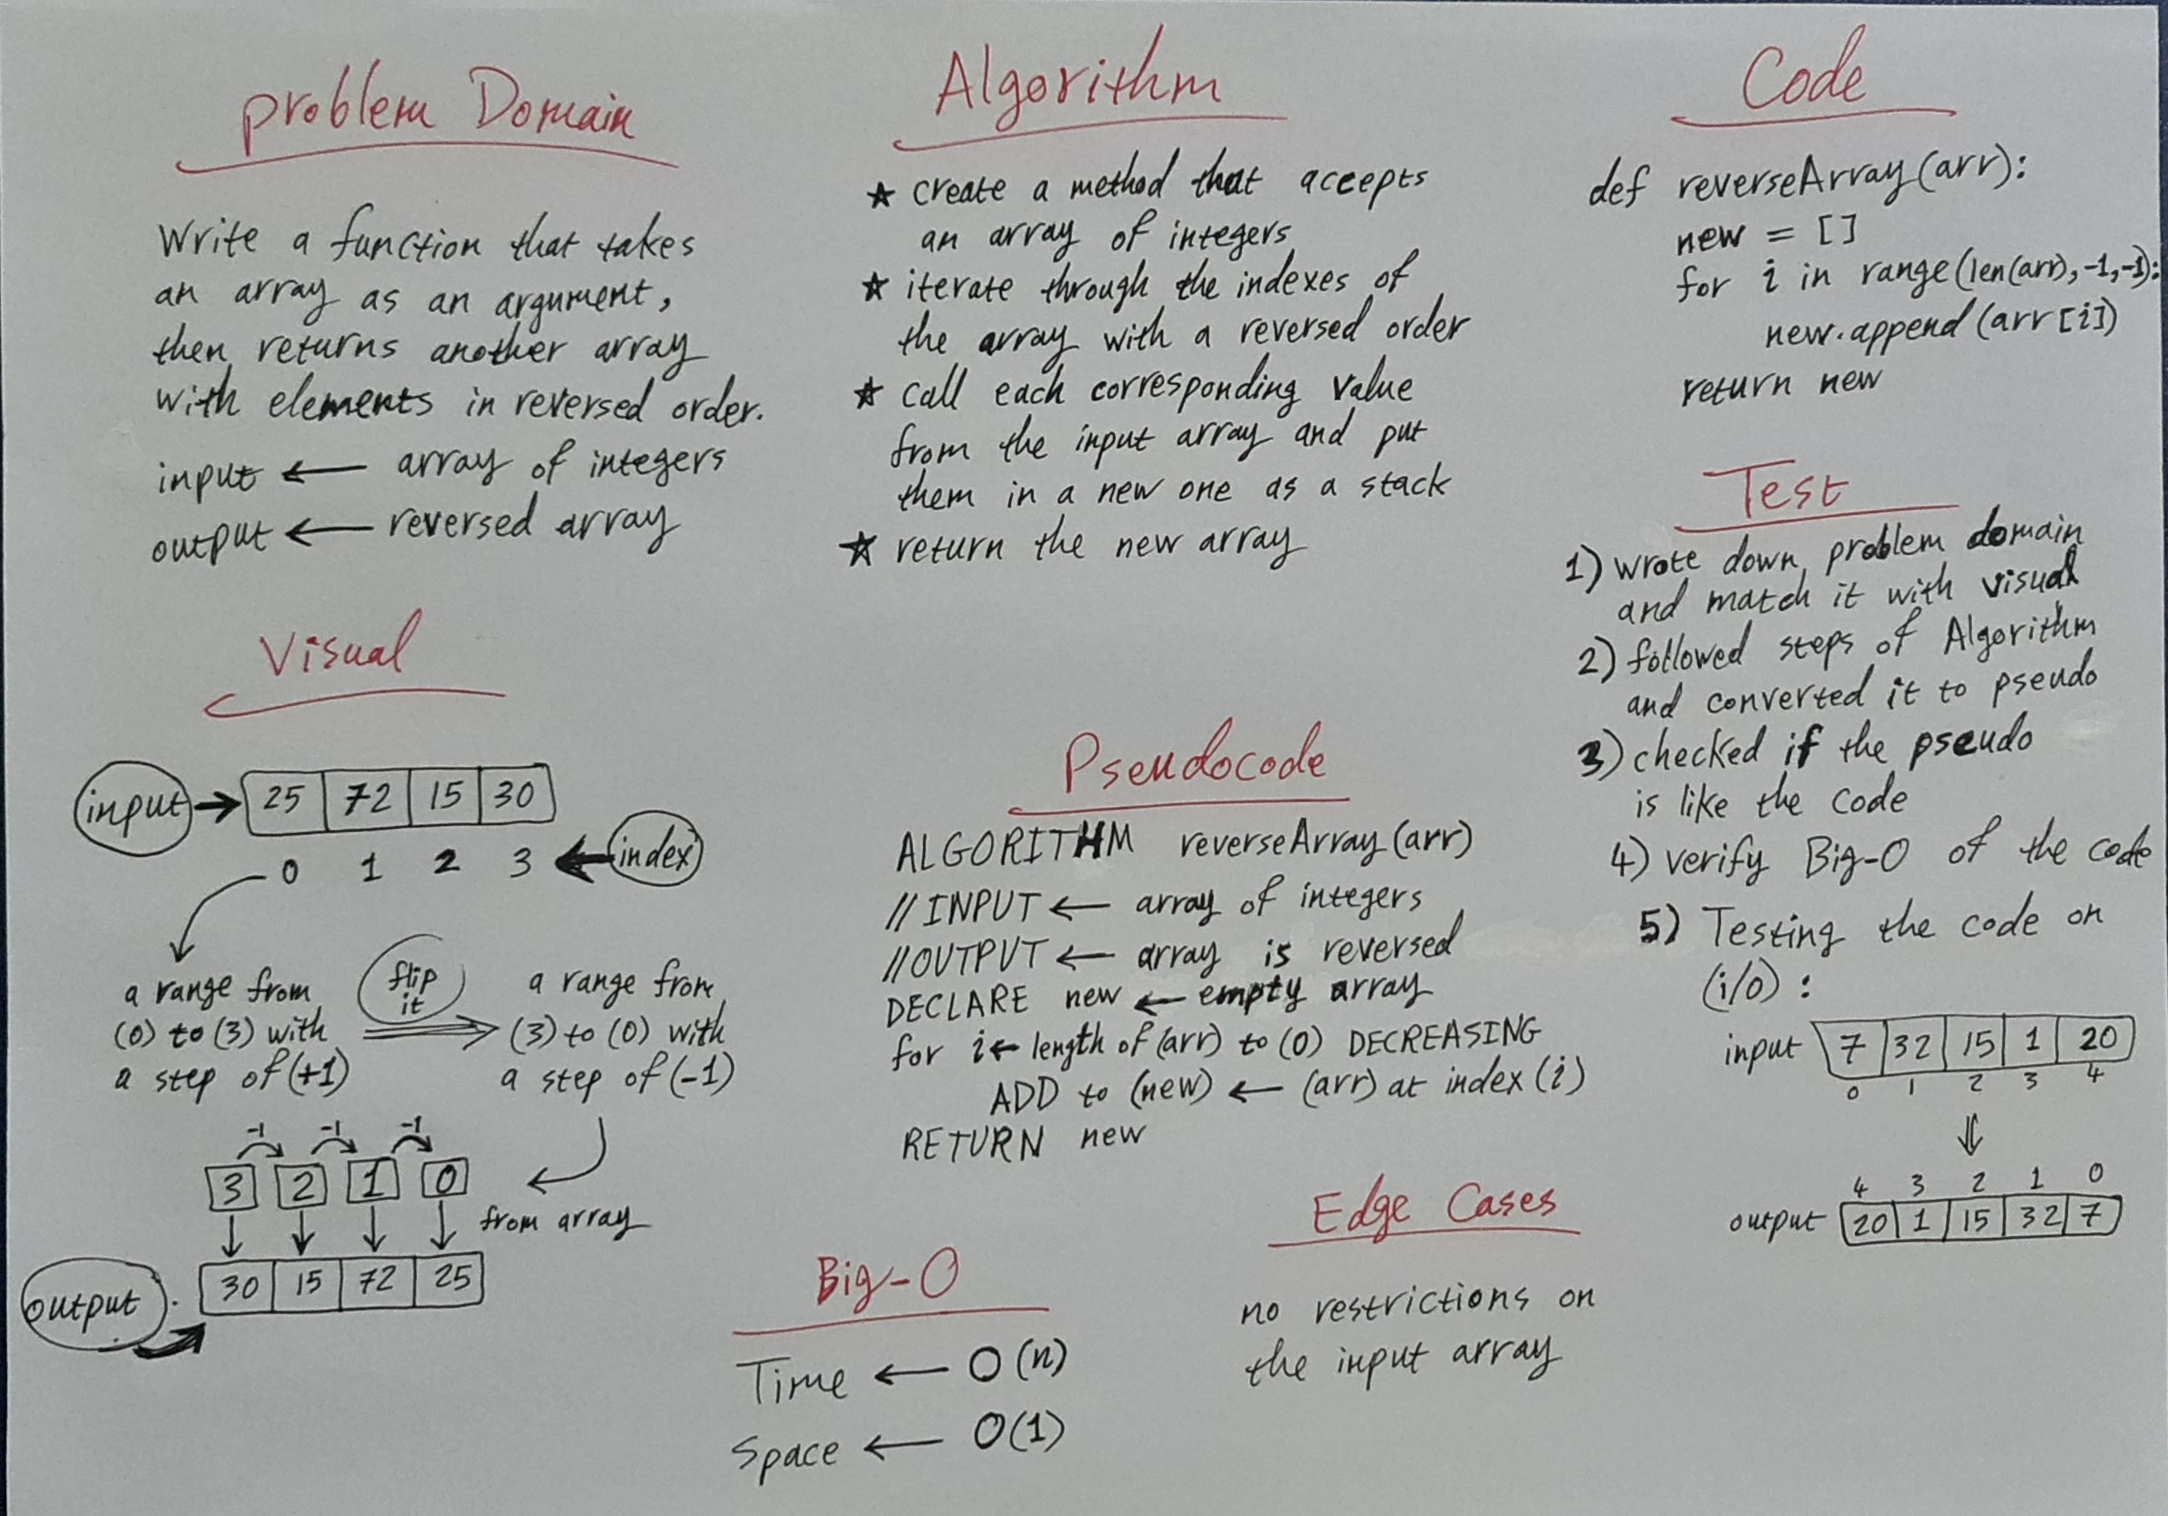 problem Domain
Write a function that takes
an array as an argument,
then returns another array
with elements in reversed order.
input ← array of integers
output ← reversed array
Visual
input → 25 72 15 30
0 1 2 3 ← index
a range from
(0) to (3) with
a step of (+1)
flip
it
a range from
(3) to (0) with
a step of (-1)
-1 -1 -1
3 2 1 0
from array
output 30 15 72 25
Algorithm
★ create a method that accepts
an array of integers
★ iterate through the indexes of
the array with a reversed order
★ call each corresponding value
from the input array and put
them in a new one as a stack
★ return the new array
Pseudocode
ALGORITHM reverseArray(arr)
//INPUT ← array of integers
//OUTPUT ← array is reversed
DECLARE new ← empty array
for i ← length of (arr) to (0) DECREASING
ADD to (new) ← (arr) at index (i)
RETURN new
Big-O
Time ← O(n)
Space ← O(1)
Edge Cases
no restrictions on
the input array
Code
def reverseArray(arr):
new = []
for i in range(len(arr),-1,-1):
new.append(arr[i])
return new
Test
1) wrote down problem domain
and match it with visual
2) followed steps of Algorithm
and converted it to pseudo
3) checked if the pseudo
is like the code
4) verify Big-O of the code
5) Testing the code on
(i/o) :
input 7 32 15 1 20
0 1 2 3 4
4 3 2 1 0
output 20 1 15 32 7